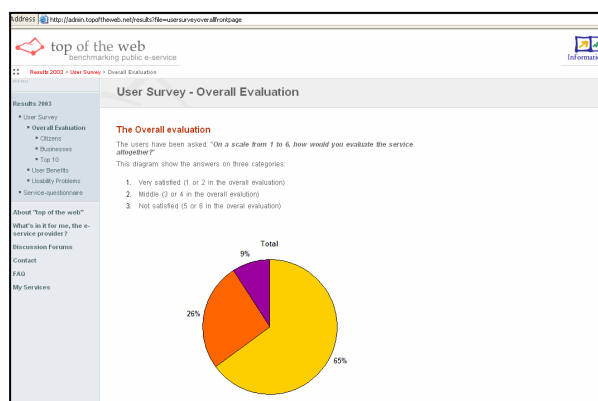 Address http://admin.topoftheweb.net/results?file=usersurveyoverallfrontpage
top of the web
benchmarking public e-service
Results 2003 > User Survey > Overall Evaluation
User Survey - Overall Evaluation
Results 2003
User Survey
Overall Evaluation
Citizens
Businesses
Top 10
User Benefits
Usability Problems
Service-questionnaire
About "top of the web"
What's in it for me, the e-
service provider?
Discussion Forums
Contact
FAQ
My Services
The Overall evaluation
The users have been asked: "On a scale from 1 to 6, how would you evaluate the service
altogether?"
This diagram show the answers on three categories:
1. Very satisfied (1 or 2 in the overall evaluation)
2. Middle (3 or 4 in the overall evalution)
3. Not satisfied (5 or 6 in the overal evaluation)
Total
9%
26%
65%